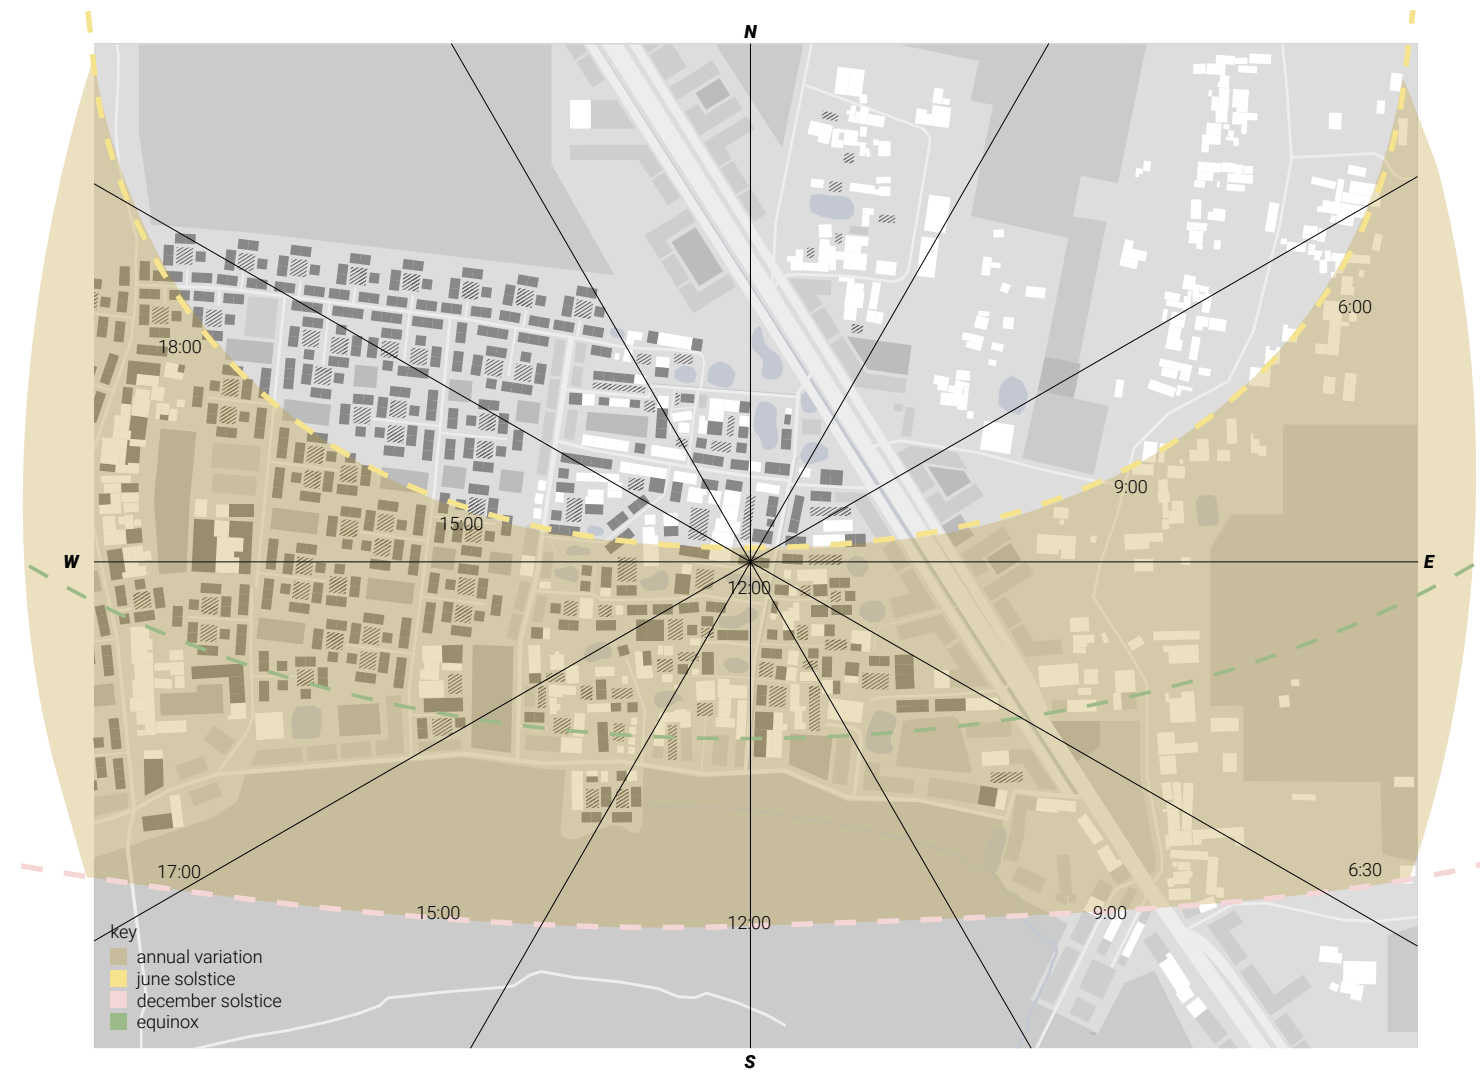 N
6:00
18:00
9:00
15:00
W
E
12:00
17:00
6:30
15:00
12:00
9:00
key
annual variation
june solstice
december solstice
equinox
S